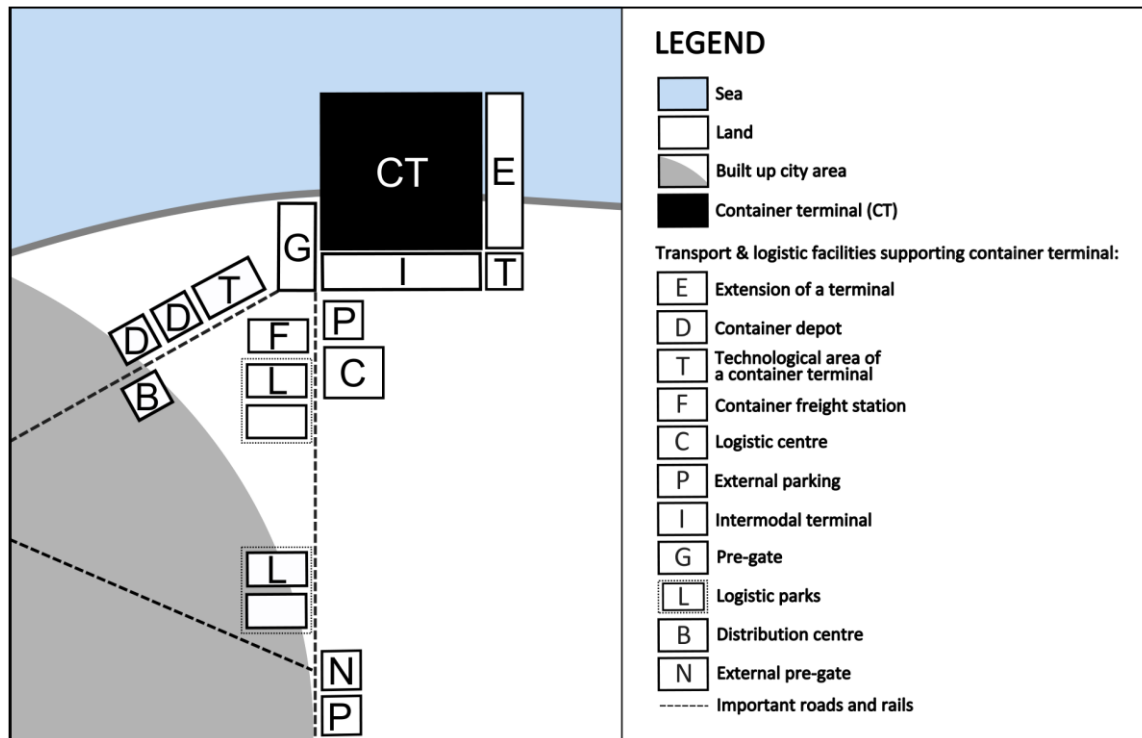 CT
E
G
I
T
T
D
D
P
F
B
L
C
L
N
P
LEGEND
Sea
Land
Built up city area
Container terminal (CT)
Transport & logistic facilities supporting container terminal:
E Extension of a terminal
D Container depot
T Technological area of
a container terminal
F Container freight station
C Logistic centre
P External parking
I Intermodal terminal
G Pre-gate
L Logistic parks
B Distribution centre
N External pre-gate
Important roads and rails